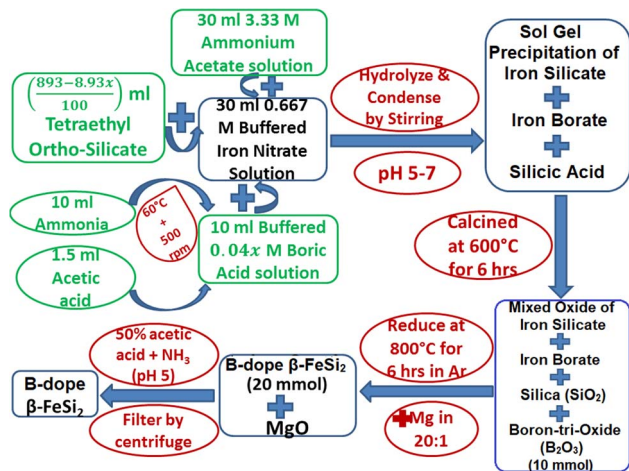 30 ml 3.33 M
Ammonium
Acetate solution
(893−8.93x/100) ml
Tetraethyl
Ortho-Silicate
30 ml 0.667
M Buffered
Iron Nitrate
Solution
Hydrolyze &
Condense
by Stirring
pH 5-7
Sol Gel
Precipitation of
Iron Silicate
Iron Borate
Silicic Acid
10 ml
Ammonia
60°C
+
500
rpm
1.5 ml
Acetic
acid
10 ml Buffered
0.04x M Boric
Acid solution
Calcined
at 600°C
for 6 hrs
Mixed Oxide of
Iron Silicate
Iron Borate
Silica (SiO₂)
Boron-tri-Oxide
(B₂O₃)
(10 mmol)
Reduce at
800°C for
6 hrs in Ar
Mg in
20:1
B-dope β-FeSi₂
(20 mmol)
MgO
50% acetic
acid + NH₃
(pH 5)
Filter by
centrifuge
B-dope
β-FeSi₂